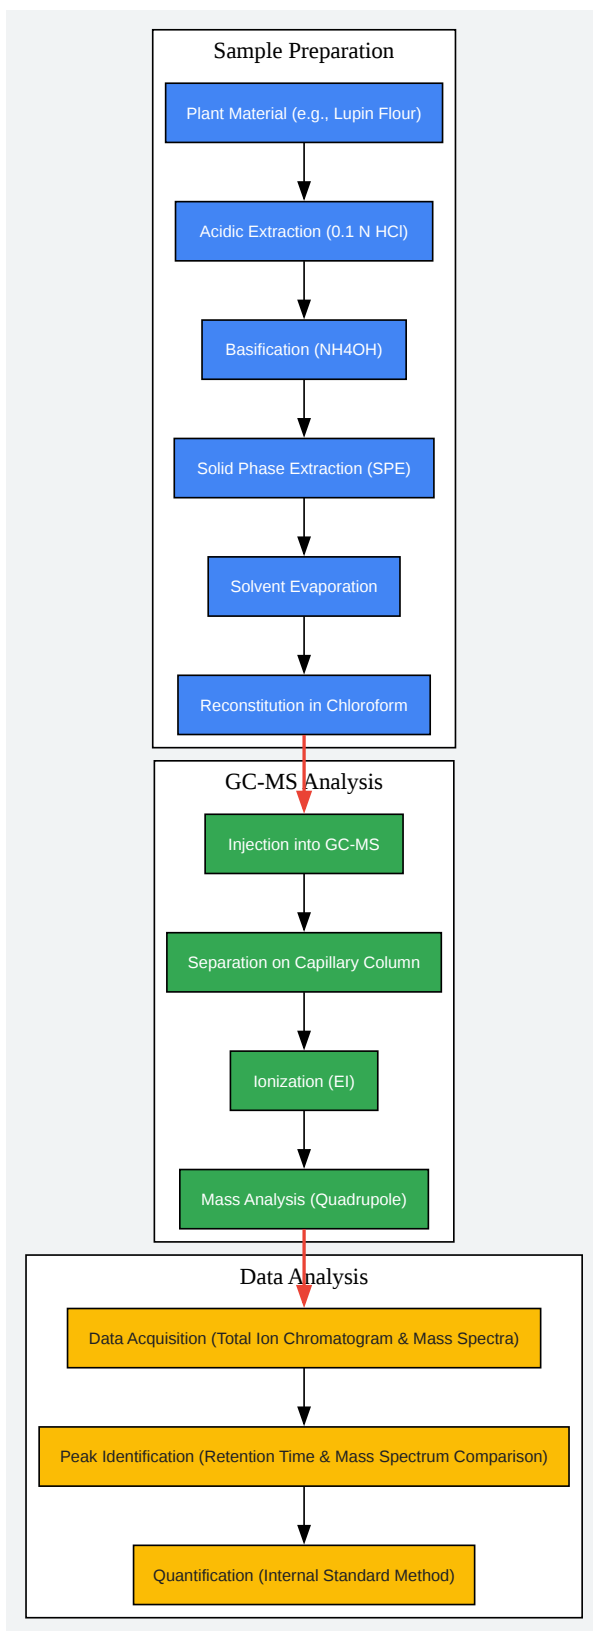 Sample Preparation
Plant Material (e.g., Lupin Flour)
Acidic Extraction (0.1 N HCl)
Basification (NH4OH)
Solid Phase Extraction (SPE)
Solvent Evaporation
Reconstitution in Chloroform
GC-MS Analysis
Injection into GC-MS
Separation on Capillary Column
Ionization (EI)
Mass Analysis (Quadrupole)
Data Analysis
Data Acquisition (Total Ion Chromatogram & Mass Spectra)
Peak Identification (Retention Time & Mass Spectrum Comparison)
Quantification (Internal Standard Method)